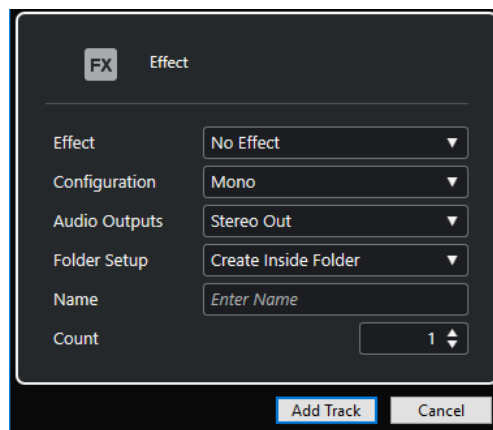 FX Effect
Effect No Effect
Configuration Mono
Audio Outputs Stereo Out
Folder Setup Create Inside Folder
Name Enter Name
Count 1
Add Track Cancel